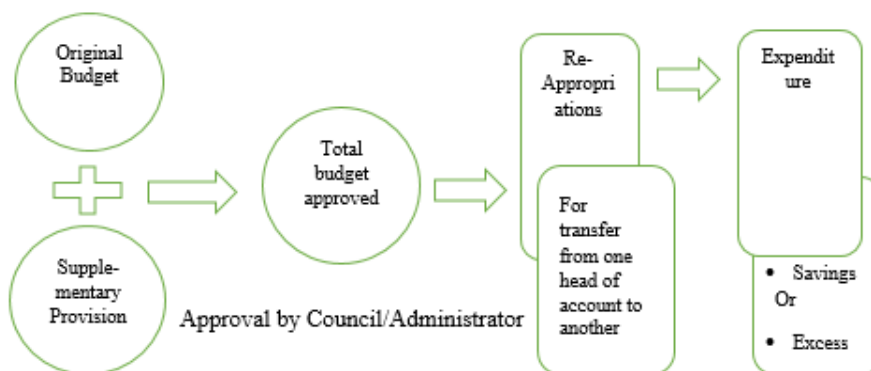 Original
Budget
Supple-
mentary
Provision
Total
budget
approved
Approval by Council/Administrator
Re-
Appropri
ations
For
transfer
from one
head of
account to
another
Expendit
ure
• Savings
Or
• Excess